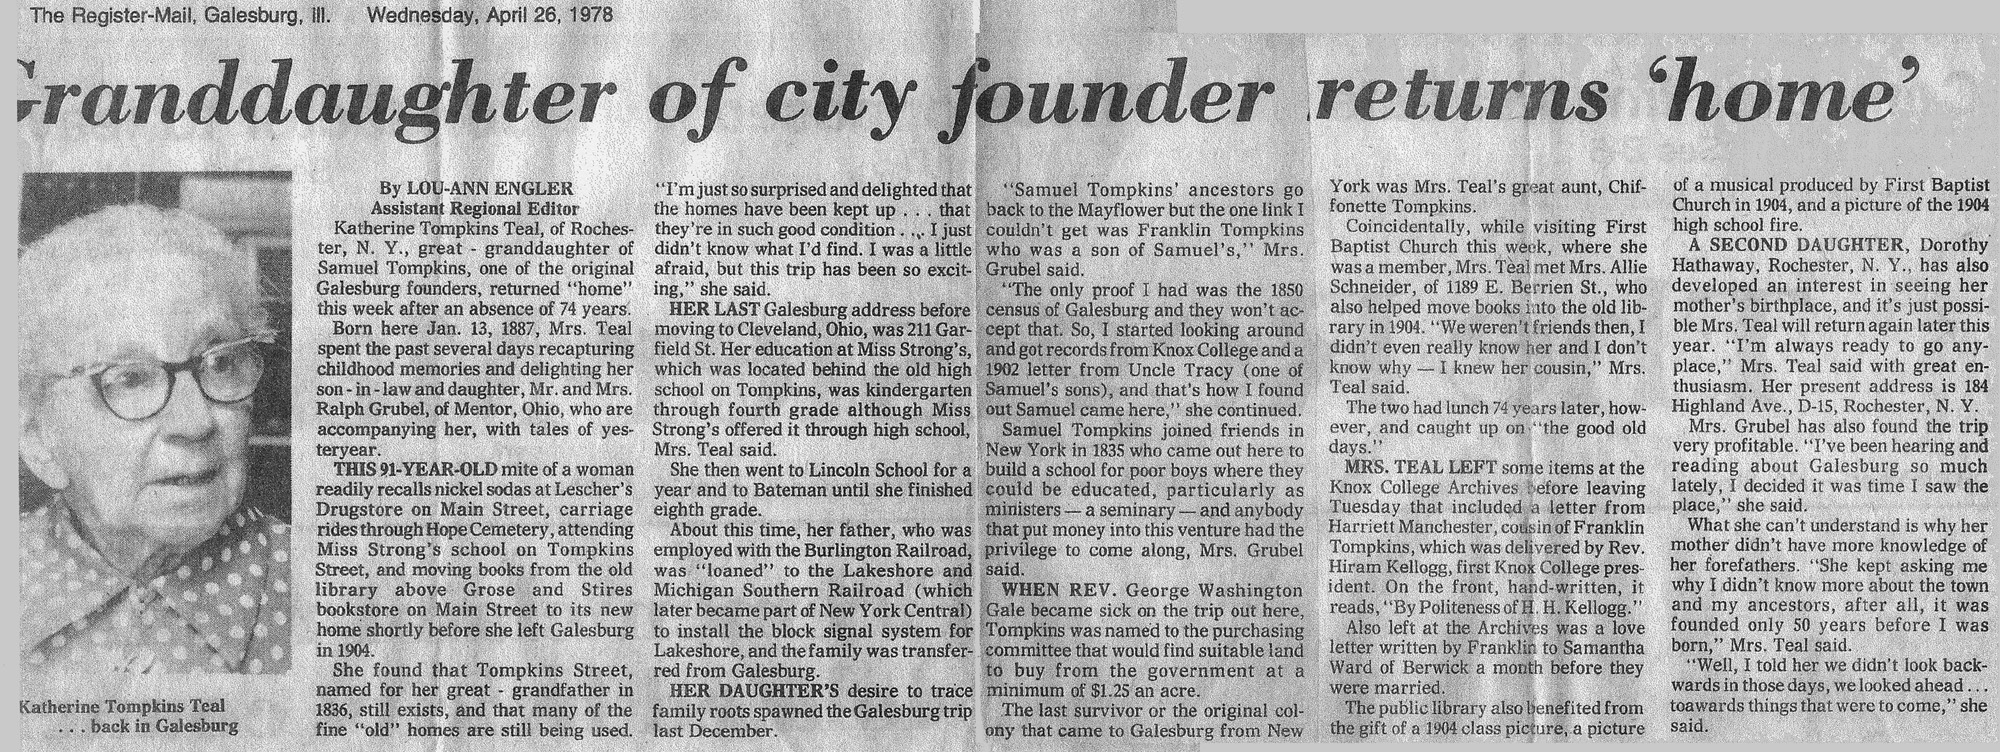 The Register-Mail, Galesburg, Ill. Wednesday, April 26, 1978
Granddaughter of city founder returns ‘home’
Katherine Tompkins Teal
. . . back in Galesburg
By LOU-ANN ENGLER
Assistant Regional Editor
Katherine Tompkins Teal, of Roches-
ter, N. Y., great - granddaughter of
Samuel Tompkins, one of the original
Galesburg founders, returned “home”
this week after an absence of 74 years.
Born here Jan. 13, 1887, Mrs. Teal
spent the past several days recapturing
childhood memories and delighting her
son - in - law and daughter, Mr. and Mrs.
Ralph Grubel, of Mentor, Ohio, who are
accompanying her, with tales of yes-
teryear.
THIS 91-YEAR-OLD mite of a woman
readily recalls nickel sodas at Lescher’s
Drugstore on Main Street, carriage
rides through Hope Cemetery, attending
Miss Strong’s school on Tompkins
Street, and moving books from the old
library above Grose and Stires
bookstore on Main Street to its new
home shortly before she left Galesburg
in 1904.
She found that Tompkins Street,
named for her great - grandfather in
1836, still exists, and that many of the
fine “old” homes are still being used.
“I’m just so surprised and delighted that
the homes have been kept up . . . that
they’re in such good condition . . . I just
didn’t know what I’d find. I was a little
afraid, but this trip has been so excit-
ing,” she said.
HER LAST Galesburg address before
moving to Cleveland, Ohio, was 211 Gar-
field St. Her education at Miss Strong’s,
which was located behind the old high
school on Tompkins, was kindergarten
through fourth grade although Miss
Strong’s offered it through high school,
Mrs. Teal said.
She then went to Lincoln School for a
year and to Bateman until she finished
eighth grade.
About this time, her father, who was
employed with the Burlington Railroad,
was “loaned” to the Lakeshore and
Michigan Southern Railroad (which
later became part of New York Central)
to install the block signal system for
Lakeshore, and the family was transfer-
red from Galesburg.
HER DAUGHTER’S desire to trace
family roots spawned the Galesburg trip
last December.
“Samuel Tompkins’ ancestors go
back to the Mayflower but the one link I
couldn’t get was Franklin Tompkins
who was a son of Samuel’s,” Mrs.
Grubel said.
“The only proof I had was the 1850
census of Galesburg and they won’t ac-
cept that. So, I started looking around
and got records from Knox College and a
1902 letter from Uncle Tracy (one of
Samuel’s sons), and that’s how I found
out Samuel came here,” she continued.
Samuel Tompkins joined friends in
New York in 1835 who came out here to
build a school for poor boys where they
could be educated, particularly as
ministers — a seminary — and anybody
that put money into this venture had the
privilege to come along, Mrs. Grubel
said.
WHEN REV. George Washington
Gale became sick on the trip out here,
Tompkins was named to the purchasing
committee that would find suitable land
to buy from the government at a
minimum of $1.25 an acre.
The last survivor or the original col-
ony that came to Galesburg from New
York was Mrs. Teal’s great aunt, Chif-
fonette Tompkins.
Coincidentally, while visiting First
Baptist Church this week, where she
was a member, Mrs. Teal met Mrs. Allie
Schneider, of 1189 E. Berrien St., who
also helped move books into the old lib-
rary in 1904. “We weren’t friends then, I
didn’t even really know her and I don’t
know why — I knew her cousin,” Mrs.
Teal said.
The two had lunch 74 years later, how-
ever, and caught up on “the good old
days.”
MRS. TEAL LEFT some items at the
Knox College Archives before leaving
Tuesday that included a letter from
Harriett Manchester, cousin of Franklin
Tompkins, which was delivered by Rev.
Hiram Kellogg, first Knox College pres-
ident. On the front, hand-written, it
reads, “By Politeness of H. H. Kellogg.”
Also left at the Archives was a love
letter written by Franklin to Samantha
Ward of Berwick a month before they
were married.
The public library also benefited from
the gift of a 1904 class picture, a picture
of a musical produced by First Baptist
Church in 1904, and a picture of the 1904
high school fire.
A SECOND DAUGHTER, Dorothy
Hathaway, Rochester, N. Y., has also
developed an interest in seeing her
mother’s birthplace, and it’s just possi-
ble Mrs. Teal will return again later this
year. “I’m always ready to go any-
place,” Mrs. Teal said with great en-
thusiasm. Her present address is 184
Highland Ave., D-15, Rochester, N. Y.
Mrs. Grubel has also found the trip
very profitable. “I’ve been hearing and
reading about Galesburg so much
lately, I decided it was time I saw the
place,” she said.
What she can’t understand is why her
mother didn’t have more knowledge of
her forefathers. “She kept asking me
why I didn’t know more about the town
and my ancestors, after all, it was
founded only 50 years before I was
born,” Mrs. Teal said.
“Well, I told her we didn’t look back-
wards in those days, we looked ahead . . .
toawards things that were to come,” she
said.